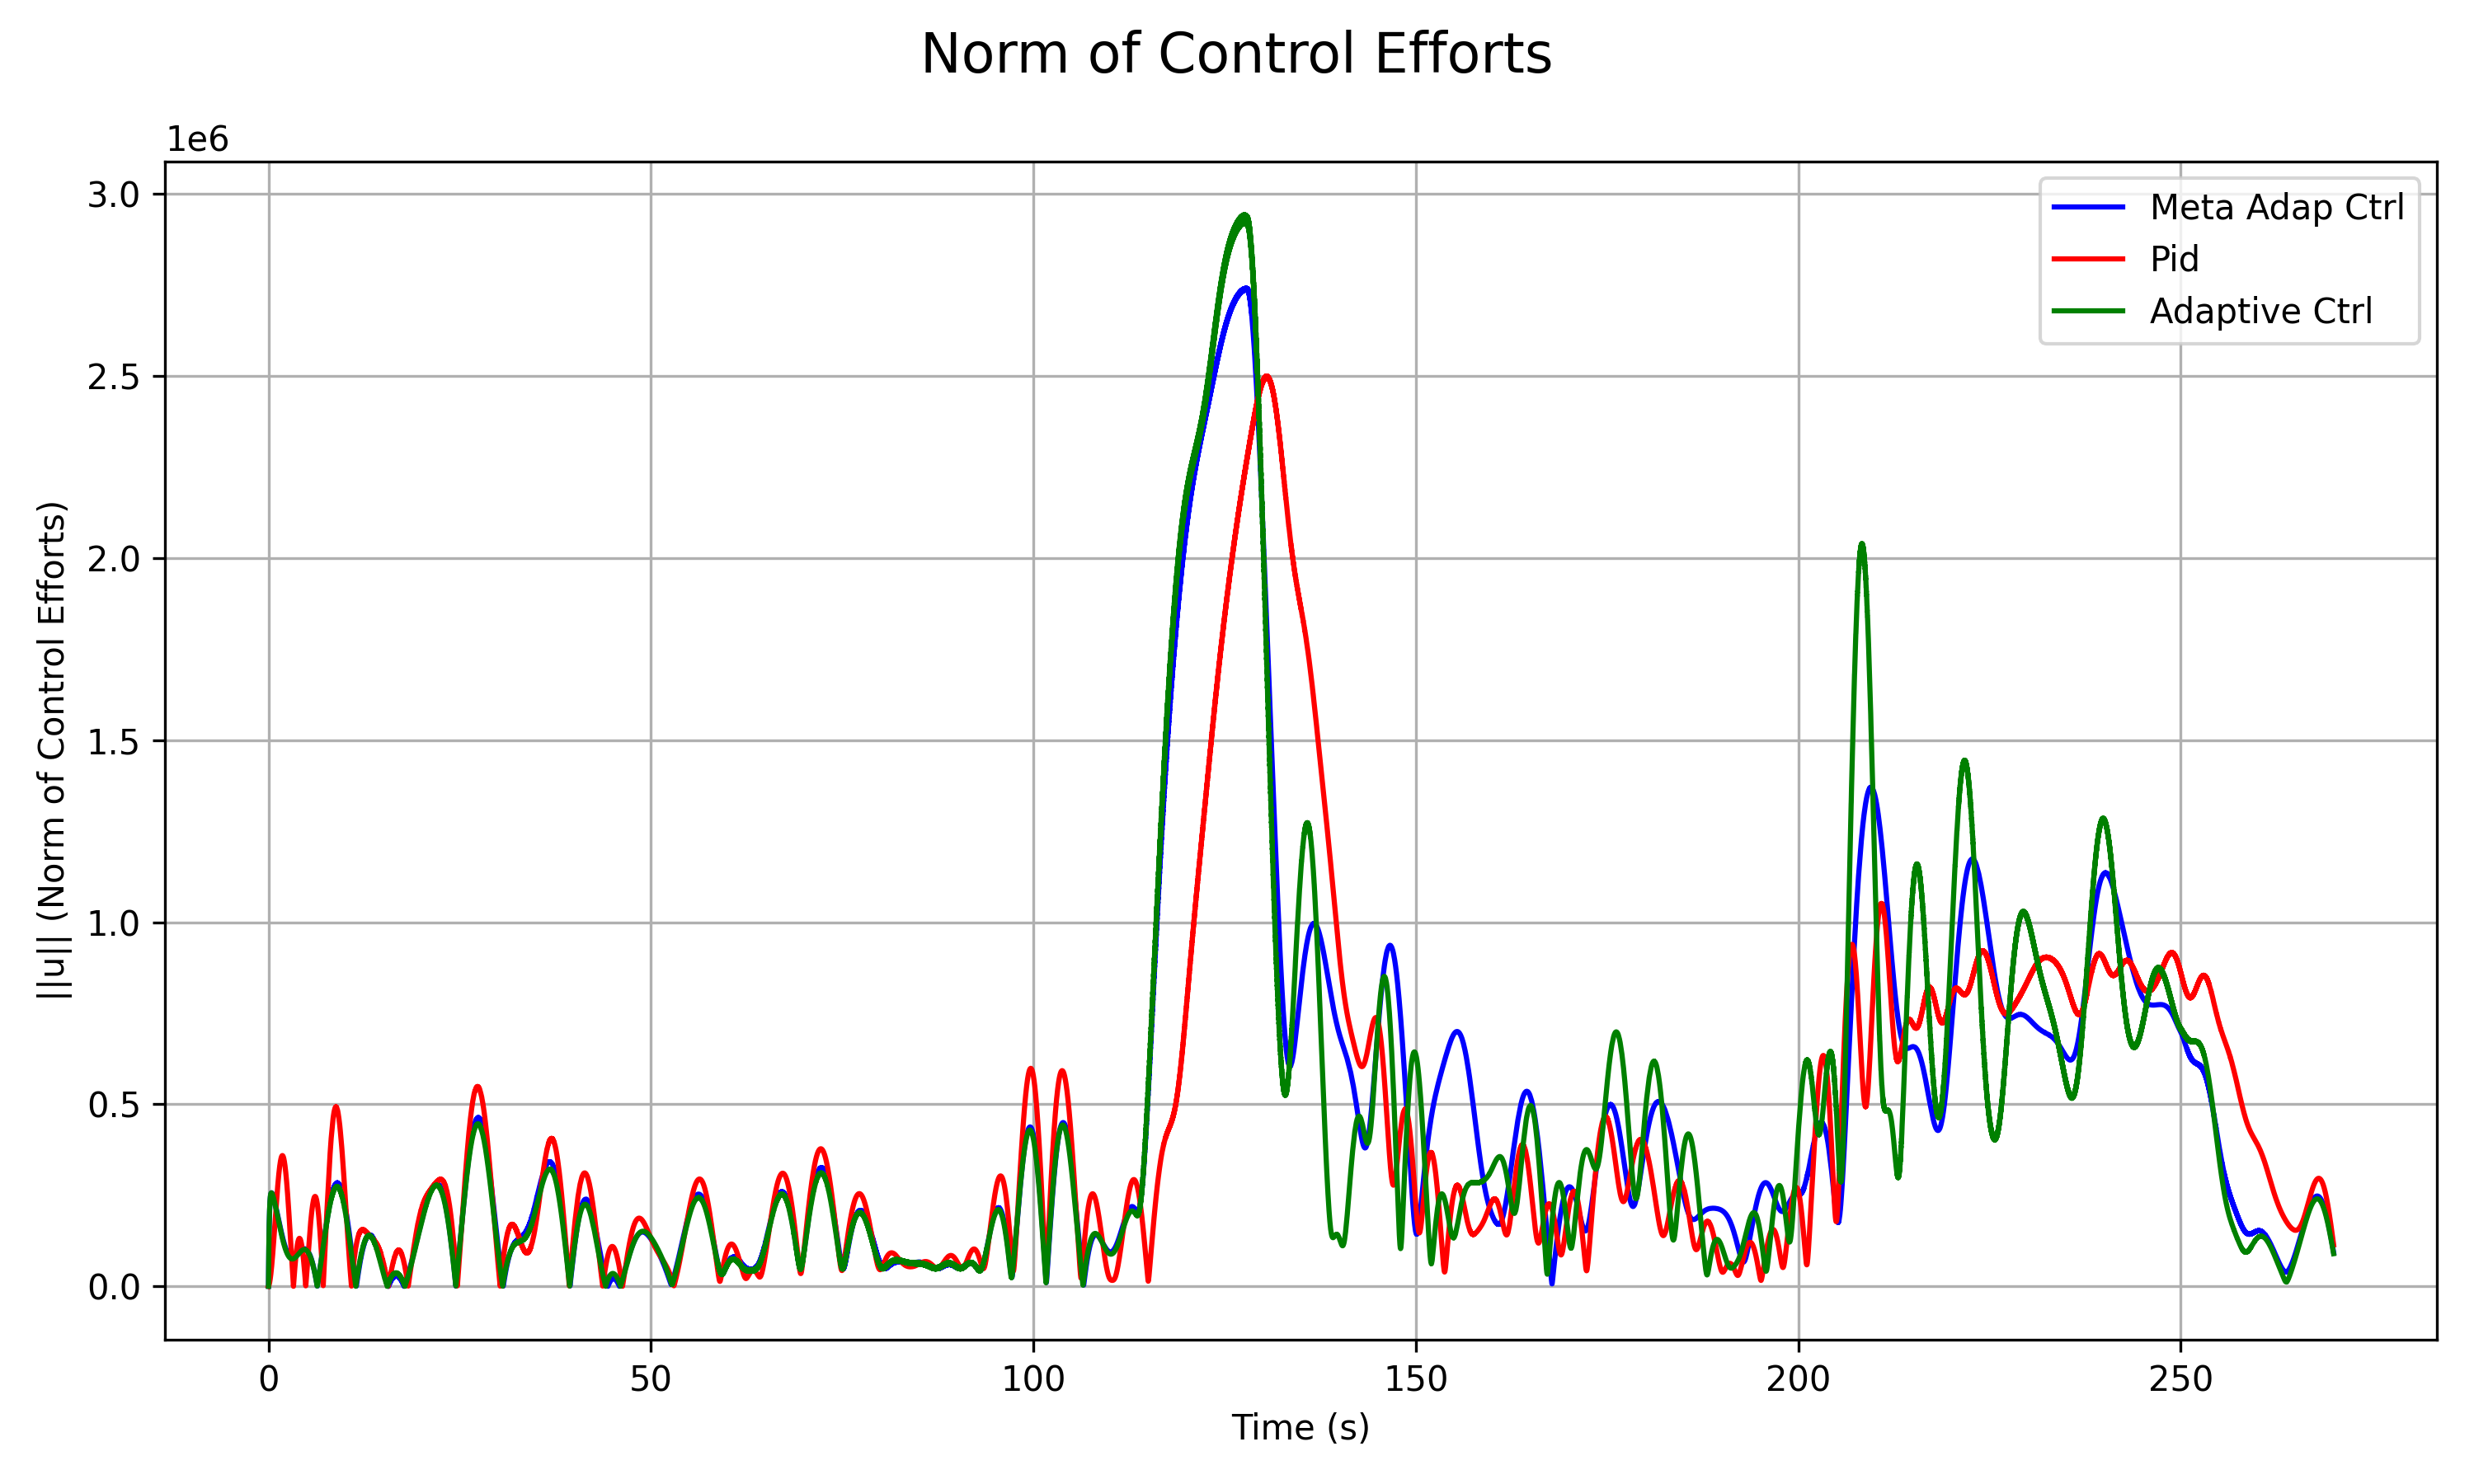 Norm of Control Efforts
1e6
3.0
2.5
2.0
1.5
1.0
0.5
0.0
||u|| (Norm of Control Efforts)
Meta Adap Ctrl
Pid
Adaptive Ctrl
0 50 100 150 200 250
Time (s)